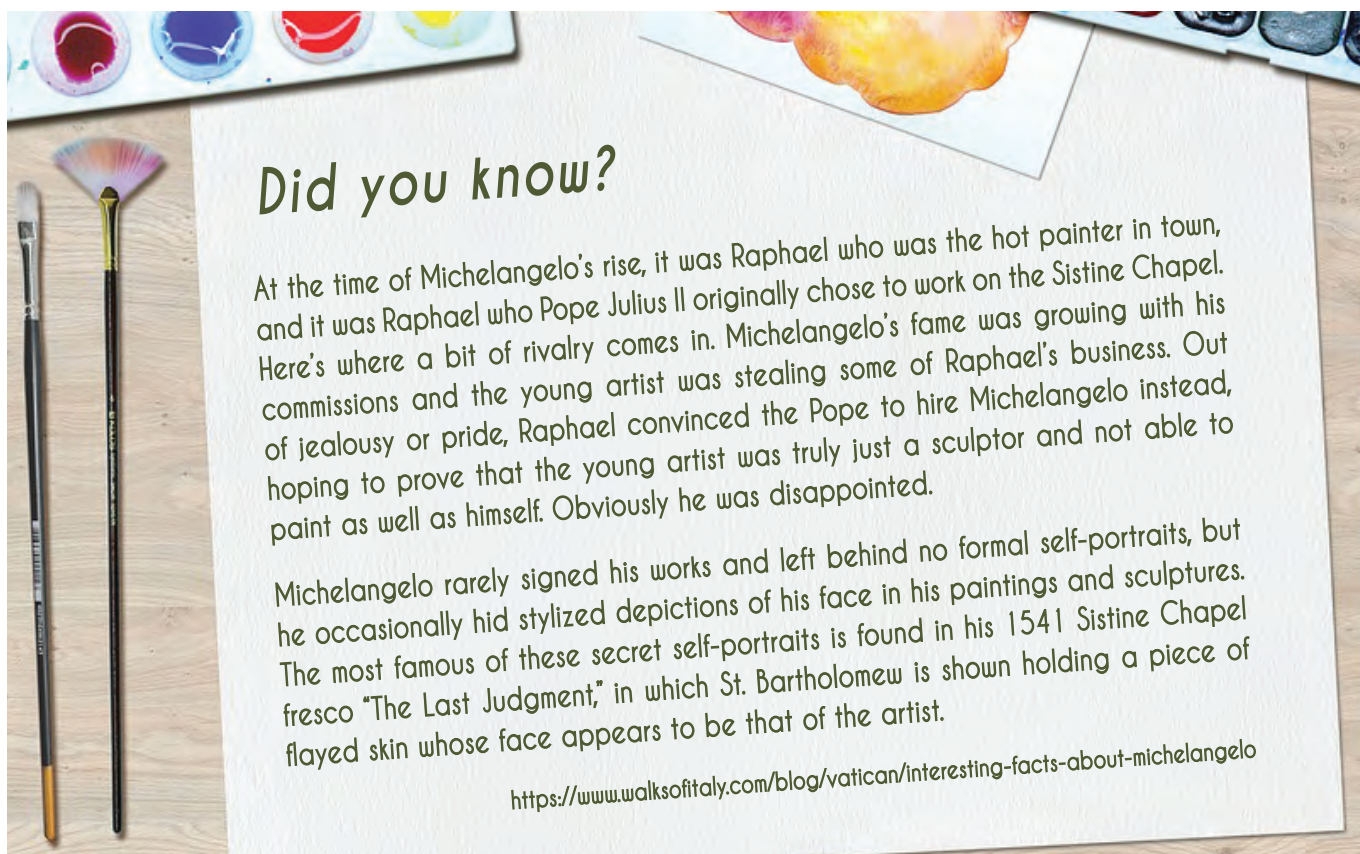 Did you know?
At the time of Michelangelo's rise, it was Raphael who was the hot painter in town,
and it was Raphael who Pope Julius II originally chose to work on the Sistine Chapel.
Here's where a bit of rivalry comes in. Michelangelo's fame was growing with his
commissions and the young artist was stealing some of Raphael's business. Out
of jealousy or pride, Raphael convinced the Pope to hire Michelangelo instead,
hoping to prove that the young artist was truly just a sculptor and not able to
paint as well as himself. Obviously he was disappointed.
Michelangelo rarely signed his works and left behind no formal self-portraits, but
he occasionally hid stylized depictions of his face in his paintings and sculptures.
The most famous of these secret self-portraits is found in his 1541 Sistine Chapel
fresco “The Last Judgment,” in which St. Bartholomew is shown holding a piece of
flayed skin whose face appears to be that of the artist.
https://www.walksofitaly.com/blog/vatican/interesting-facts-about-michelangelo